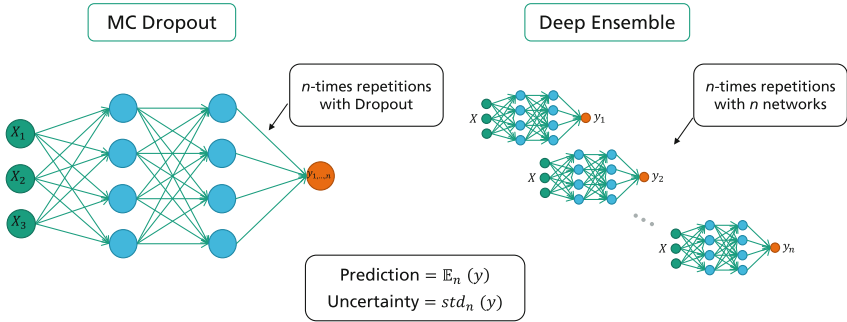 MC Dropout
Deep Ensemble
n-times repetitions
with Dropout
X₁
X₂
X₃
y₁,...,ₙ
n-times repetitions
with n networks
X
y₁
X
y₂
X
yₙ
Prediction = 𝔼ₙ (y)
Uncertainty = stdₙ (y)